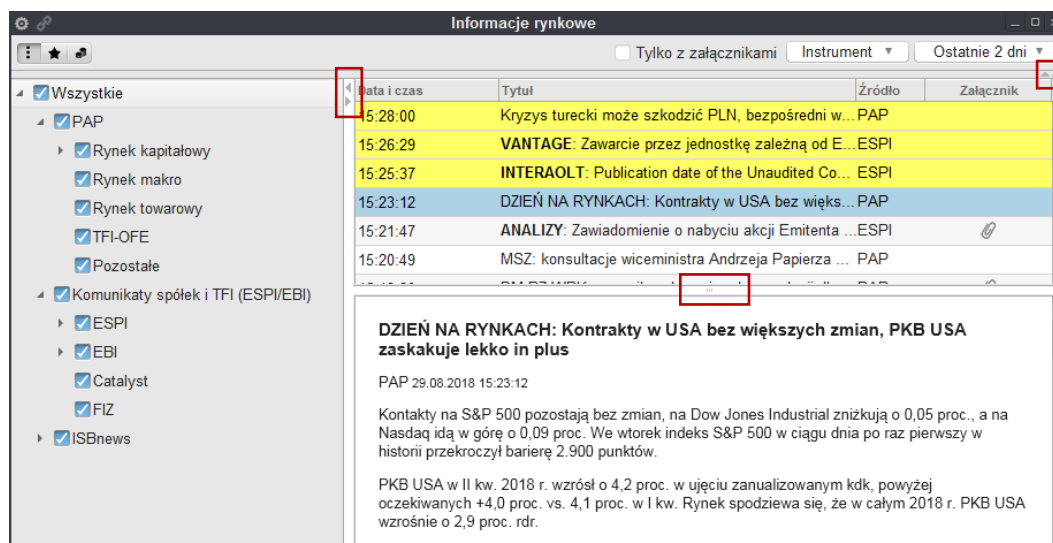 Informacje rynkowe
Tylko z załącznikami Instrument Ostatnie 2 dni
Wszystkie
PAP
Rynek kapitałowy
Rynek makro
Rynek towarowy
TFI-OFE
Pozostałe
Komunikaty spółek i TFI (ESPI/EBI)
ESPI
EBI
Catalyst
FIZ
ISBnews
Data i czas Tytuł Źródło Załącznik
15:28:00 Kryzys turecki może szkodzić PLN, bezpośredni w... PAP
15:26:29 VANTAGE: Zawarcie przez jednostkę zależną od E... ESPI
15:25:37 INTERAOLT: Publication date of the Unaudited Co... ESPI
15:23:12 DZIEŃ NA RYNKACH: Kontrakty w USA bez więks... PAP
15:21:47 ANALIZY: Zawiadomienie o nabyciu akcji Emitenta ... ESPI
15:20:49 MSZ: konsultacje wiceministra Andrzeja Papierza ... PAP
DZIEŃ NA RYNKACH: Kontrakty w USA bez większych zmian, PKB USA
zaskakuje lekko in plus
PAP 29.08.2018 15:23:12
Kontakty na S&P 500 pozostają bez zmian, na Dow Jones Industrial zniżkują o 0,05 proc., a na
Nasdaq idą w górę o 0,09 proc. We wtorek indeks S&P 500 w ciągu dnia po raz pierwszy w
historii przekroczył barierę 2.900 punktów.
PKB USA w II kw. 2018 r. wzrósł o 4,2 proc. w ujęciu zanualizowanym kdk, powyżej
oczekiwanych +4,0 proc. vs. 4,1 proc. w I kw. Rynek spodziewa się, że w całym 2018 r. PKB USA
wzrośnie o 2,9 proc. rdr.